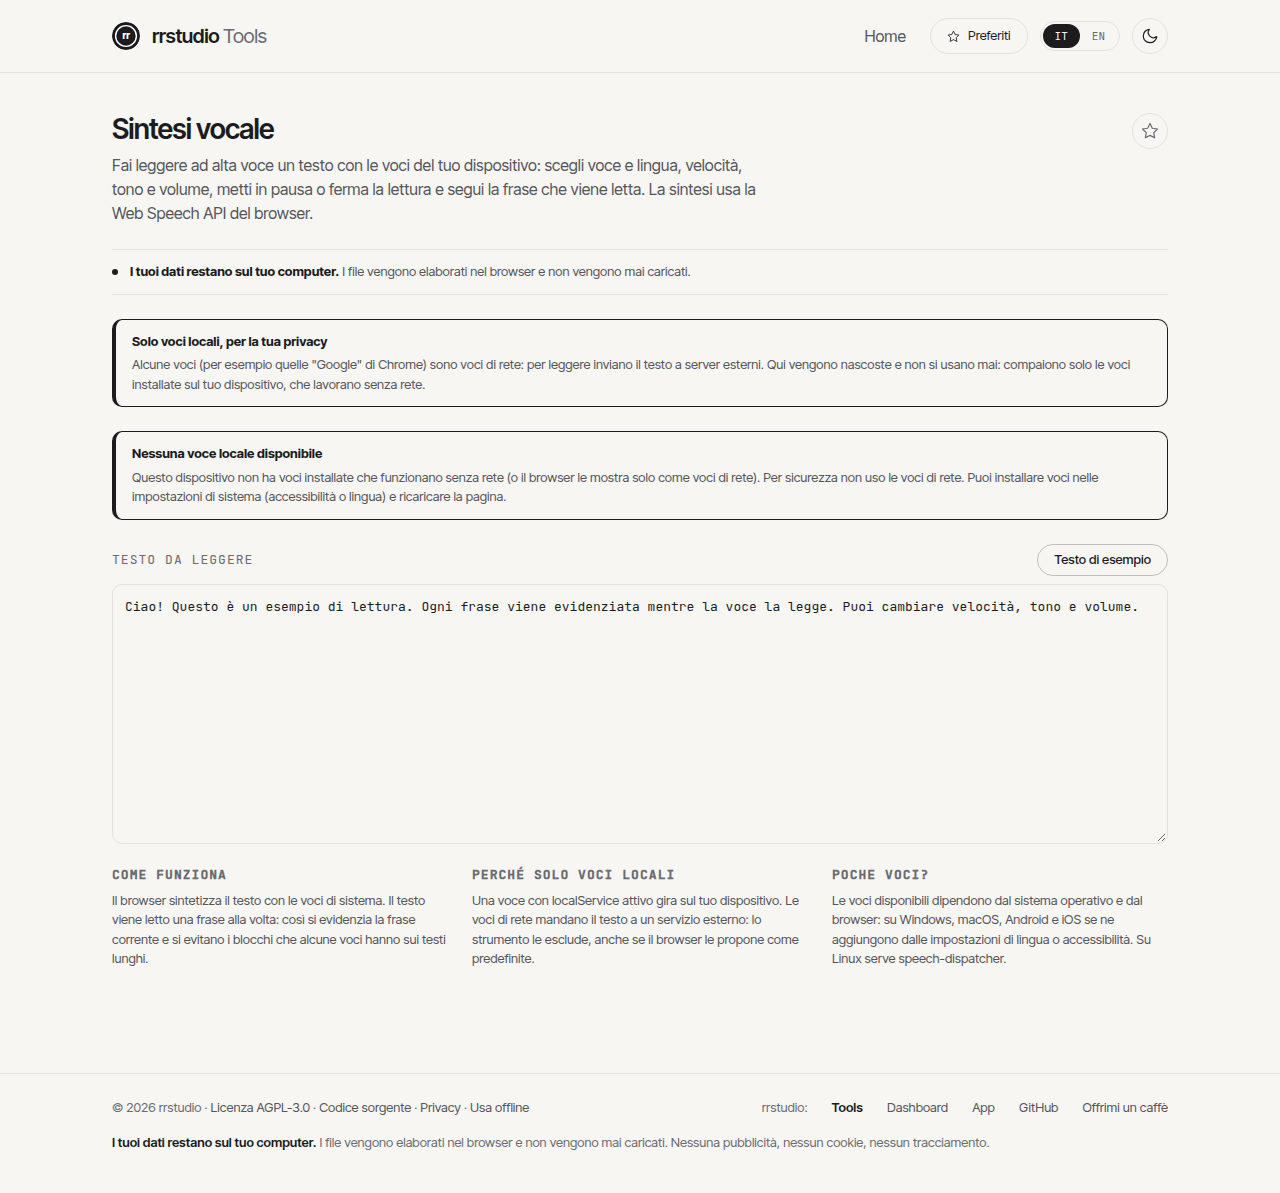 rr rrstudio Tools
Home
Preferiti
IT EN
Sintesi vocale
Fai leggere ad alta voce un testo con le voci del tuo dispositivo: scegli voce e lingua, velocità,
tono e volume, metti in pausa o ferma la lettura e segui la frase che viene letta. La sintesi usa la
Web Speech API del browser.
I tuoi dati restano sul tuo computer. I file vengono elaborati nel browser e non vengono mai caricati.
Solo voci locali, per la tua privacy
Alcune voci (per esempio quelle "Google" di Chrome) sono voci di rete: per leggere inviano il testo a server esterni. Qui vengono nascoste e non si usano mai: compaiono solo le voci
installate sul tuo dispositivo, che lavorano senza rete.
Nessuna voce locale disponibile
Questo dispositivo non ha voci installate che funzionano senza rete (o il browser le mostra solo come voci di rete). Per sicurezza non uso le voci di rete. Puoi installare voci nelle
impostazioni di sistema (accessibilità o lingua) e ricaricare la pagina.
TESTO DA LEGGERE
Testo di esempio
Ciao! Questo è un esempio di lettura. Ogni frase viene evidenziata mentre la voce la legge. Puoi cambiare velocità, tono e volume.
COME FUNZIONA
Il browser sintetizza il testo con le voci di sistema. Il testo
viene letto una frase alla volta: così si evidenzia la frase
corrente e si evitano i blocchi che alcune voci hanno sui testi
lunghi.
PERCHÉ SOLO VOCI LOCALI
Una voce con localService attivo gira sul tuo dispositivo. Le
voci di rete mandano il testo a un servizio esterno: lo
strumento le esclude, anche se il browser le propone come
predefinite.
POCHE VOCI?
Le voci disponibili dipendono dal sistema operativo e dal
browser: su Windows, macOS, Android e iOS se ne
aggiungono dalle impostazioni di lingua o accessibilità. Su
Linux serve speech-dispatcher.
© 2026 rrstudio · Licenza AGPL-3.0 · Codice sorgente · Privacy · Usa offline
rrstudio: Tools Dashboard App GitHub Offrimi un caffè
I tuoi dati restano sul tuo computer. I file vengono elaborati nel browser e non vengono mai caricati. Nessuna pubblicità, nessun cookie, nessun tracciamento.